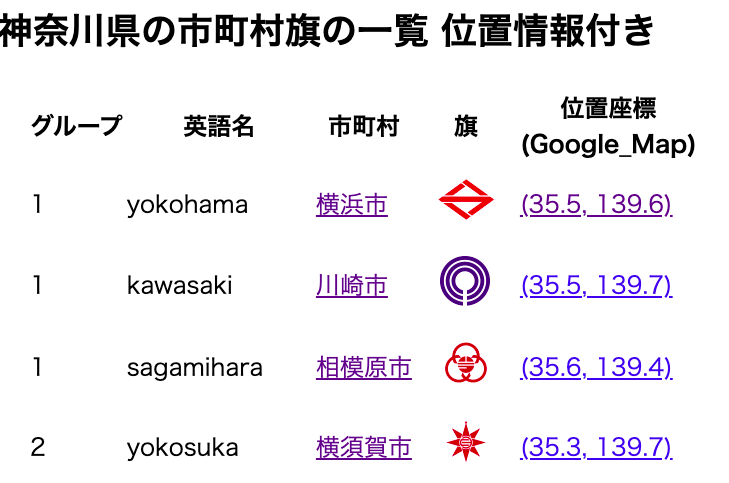 神奈川県の市町村旗の一覧 位置情報付き
グループ 英語名 市町村 旗 位置座標 (Google_Map)
1 yokohama 横浜市 (35.5, 139.6)
1 kawasaki 川崎市 (35.5, 139.7)
1 sagamihara 相模原市 (35.6, 139.4)
2 yokosuka 横須賀市 (35.3, 139.7)